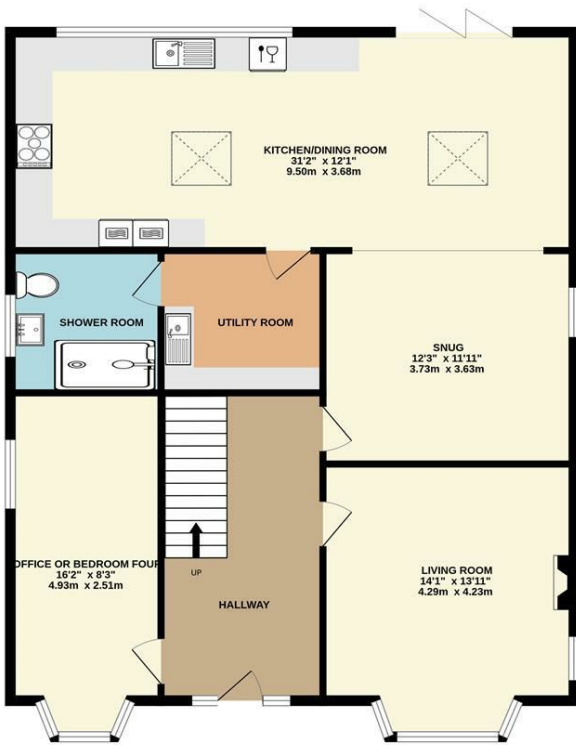 KITCHEN/DINING ROOM
31'2" x 12'1"
9.50m x 3.68m
SHOWER ROOM
UTILITY ROOM
SNUG
12'3" x 11'11"
3.73m x 3.63m
OFFICE OR BEDROOM FOUR
16'2" x 8'3"
4.93m x 2.51m
UP
HALLWAY
LIVING ROOM
14'1" x 13'11"
4.29m x 4.23m